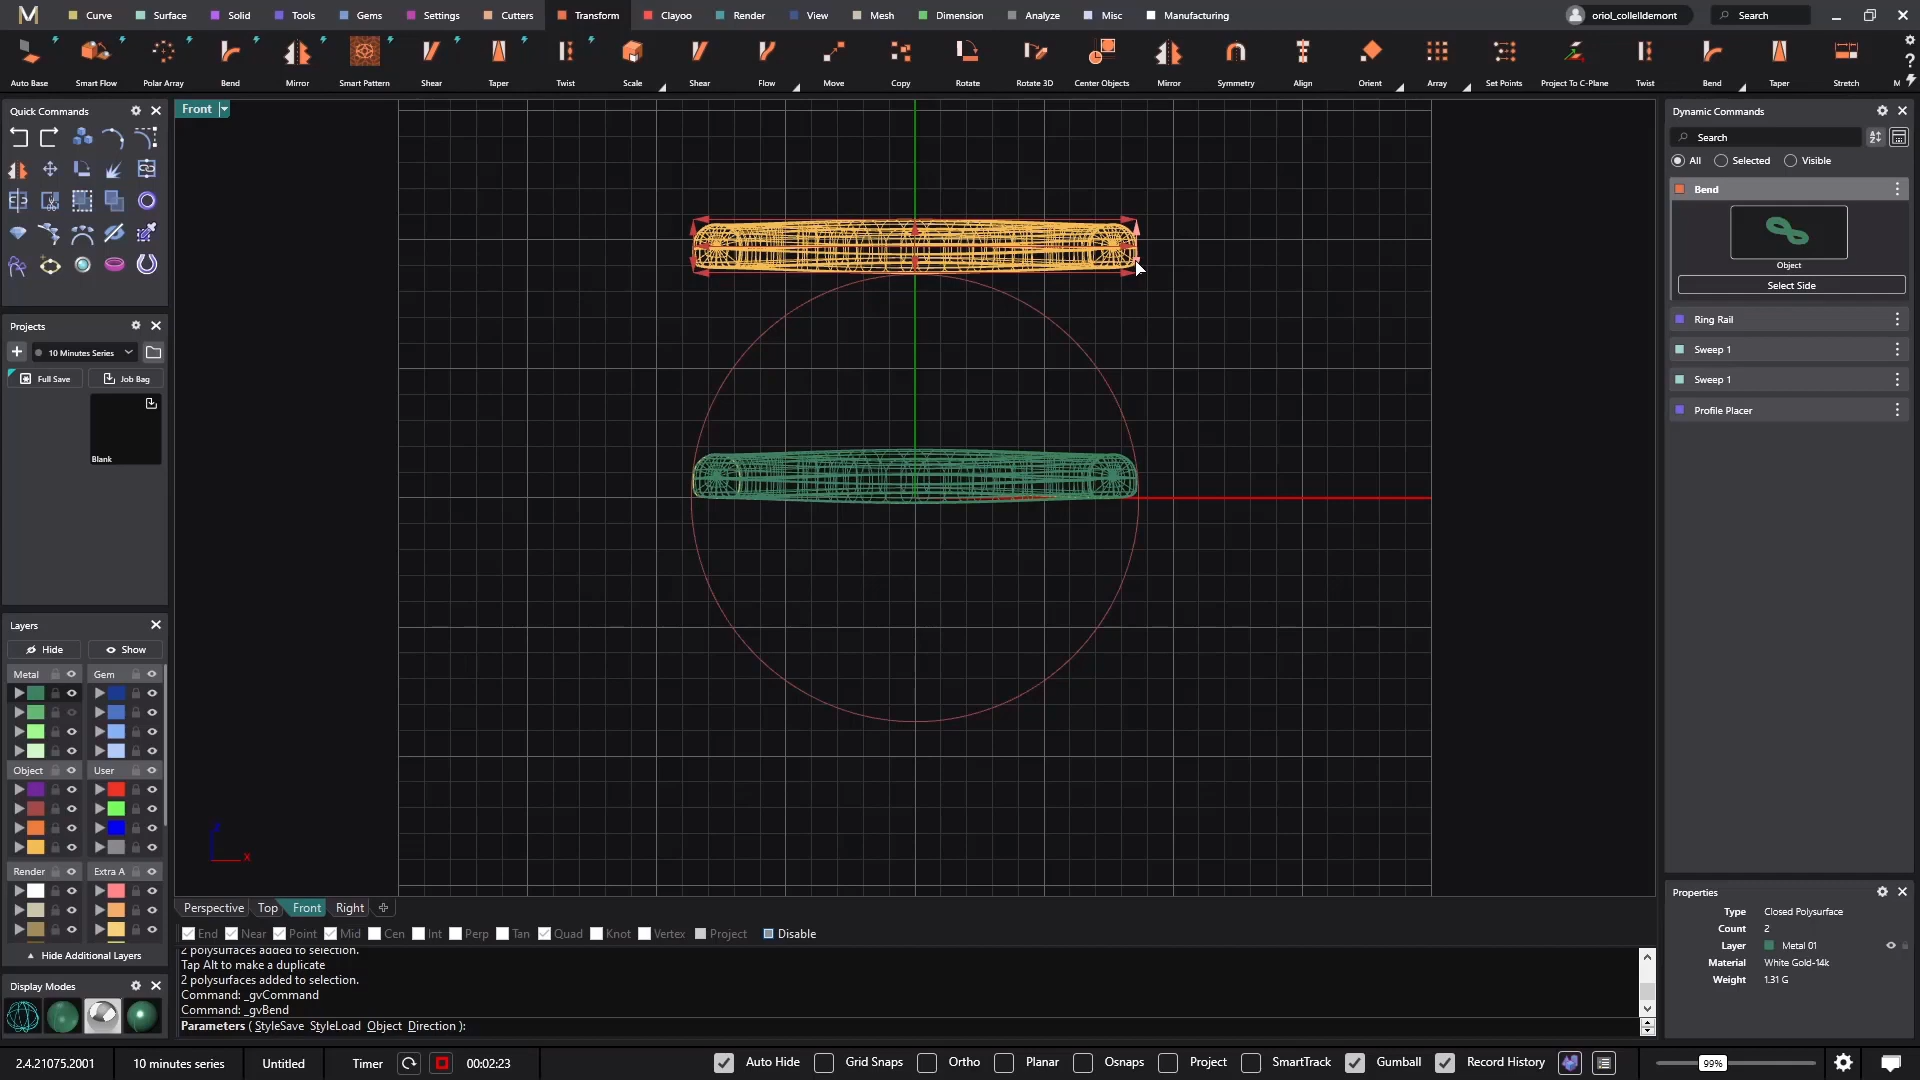 Curve Surface Solid Tools Gems Settings Cutters Transform Clayoo Render View Mesh Dimension Analyze Misc Manufacturing oriol_collelldemont Search
Auto Base Smart Flow Polar Array Bend Mirror Smart Pattern Shear Taper Twist Scale Shear Flow Move Copy Rotate Rotate 3D Center Objects Mirror Symmetry Align Orient Array Set Points Project To C-Plane Twist Bend Taper Stretch M
Quick Commands
Projects
10 Minutes Series
Full Save Job Bag
Blank
Layers
Hide Show
Metal Gem
Object User
Render Extra A
Hide Additional Layers
Display Modes
Front
x
Perspective Top Front Right
End Near Point Mid Cen Int Perp Tan Quad Knot Vertex Project Disable
2 polysurfaces added to selection.
Tap Alt to make a duplicate
2 polysurfaces added to selection.
Command: _gvCommand
Command: _gvBend
Parameters ( StyleSave StyleLoad Object Direction ):
Dynamic Commands
Search
All Selected Visible
Bend
Object
Select Side
Ring Rail
Sweep 1
Sweep 1
Profile Placer
Properties
Type Closed Polysurface
Count 2
Layer Metal 01
Material White Gold-14k
Weight 1.31 G
2.4.21075.2001 10 minutes series Untitled Timer 00:02:23 Auto Hide Grid Snaps Ortho Planar Osnaps Project SmartTrack Gumball Record History 99%